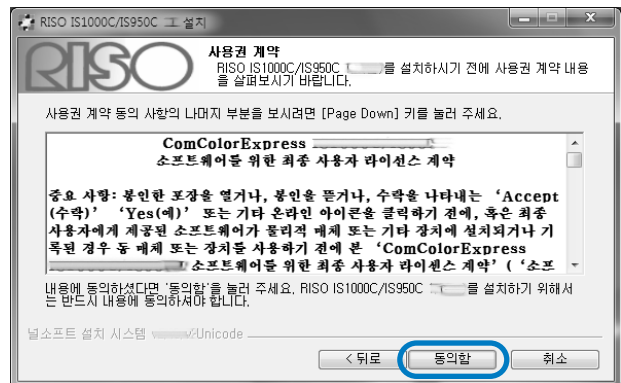 RISO IS1000C/IS950C 설치
RISO
사용권 계약
RISO IS1000C/IS950C 를 설치하시기 전에 사용권 계약 내용
을 살펴보시기 바랍니다.
사용권 계약 동의 사항의 나머지 부분을 보시려면 [Page Down] 키를 눌러 주세요.
ComColorExpress
소프트웨어를 위한 최종 사용자 라이선스 계약
중요 사항: 봉인한 포장을 열거나, 봉인을 뜯거나, 수락을 나타내는 ‘Accept
(수락)’ ‘Yes(예)’ 또는 기타 온라인 아이콘을 클릭하기 전에, 혹은 최종
사용자에게 제공된 소프트웨어가 물리적 매체 또는 기타 장치에 설치되거나 기
록된 경우 동 매체 또는 장치를 사용하기 전에 본 ‘ComColorExpress
소프트웨어를 위한 최종 사용자 라이센스 계약’ (‘소프
내용에 동의하셨다면 '동의함'을 눌러 주세요. RISO IS1000C/IS950C 를 설치하기 위해서
는 반드시 내용에 동의하셔야 합니다.
널소프트 설치 시스템 Unicode
< 뒤로
동의함
취소